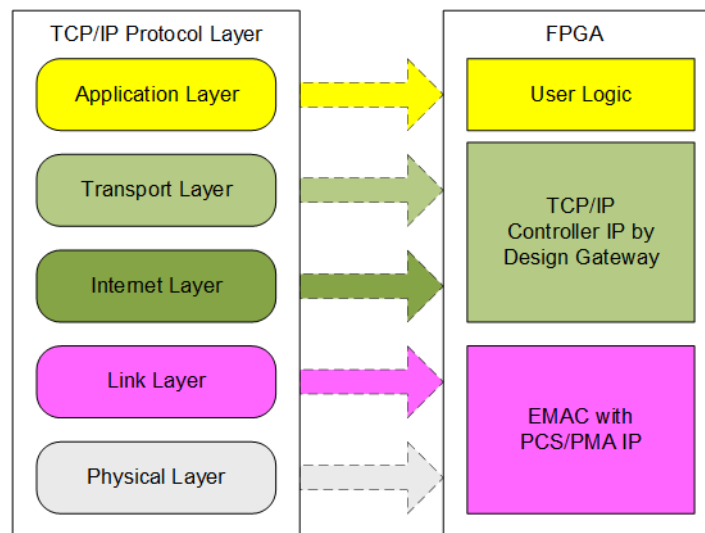 TCP/IP Protocol Layer
Application Layer
Transport Layer
Internet Layer
Link Layer
Physical Layer
FPGA
User Logic
TCP/IP
Controller IP by
Design Gateway
EMAC with
PCS/PMA IP